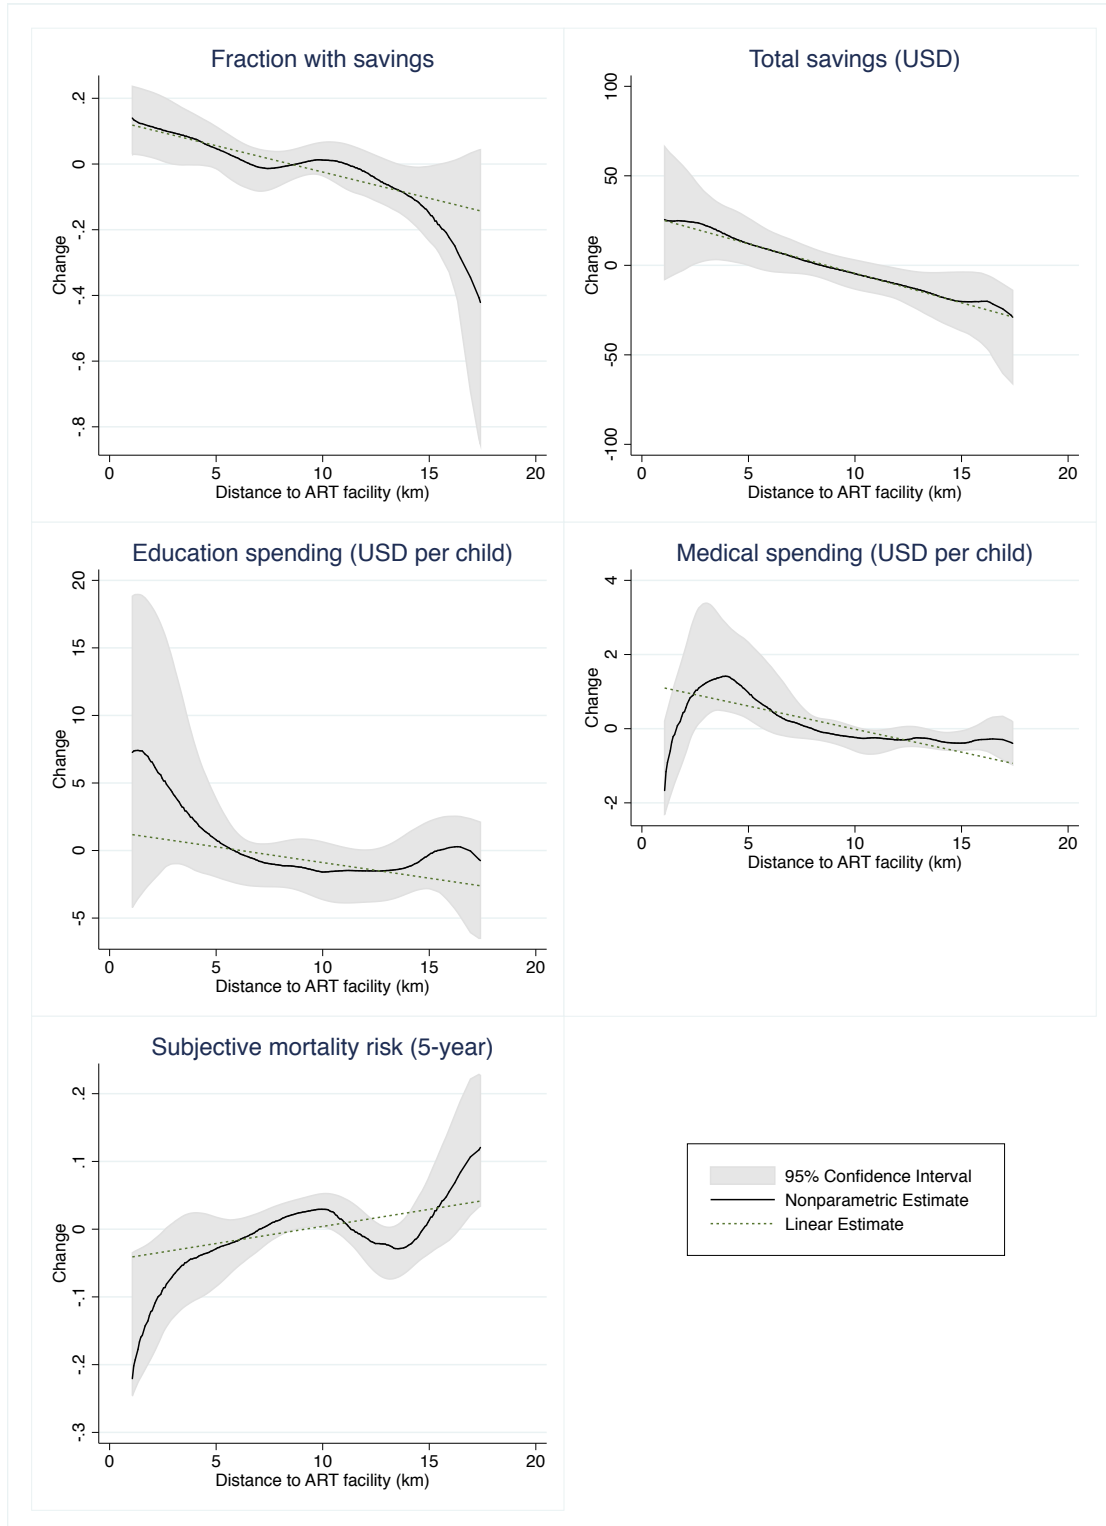 Fraction with savings
.2
0
-.2
-.4
-.6
-.8
Change
0 5 10 15 20
Distance to ART facility (km)
Total savings (USD)
100
50
0
-50
-100
Change
0 5 10 15 20
Distance to ART facility (km)
Education spending (USD per child)
20
15
10
5
0
-5
Change
0 5 10 15 20
Distance to ART facility (km)
Medical spending (USD per child)
4
2
0
-2
Change
0 5 10 15 20
Distance to ART facility (km)
Subjective mortality risk (5-year)
.2
.1
0
-.1
-.2
-.3
Change
0 5 10 15 20
Distance to ART facility (km)
95% Confidence Interval
Nonparametric Estimate
Linear Estimate